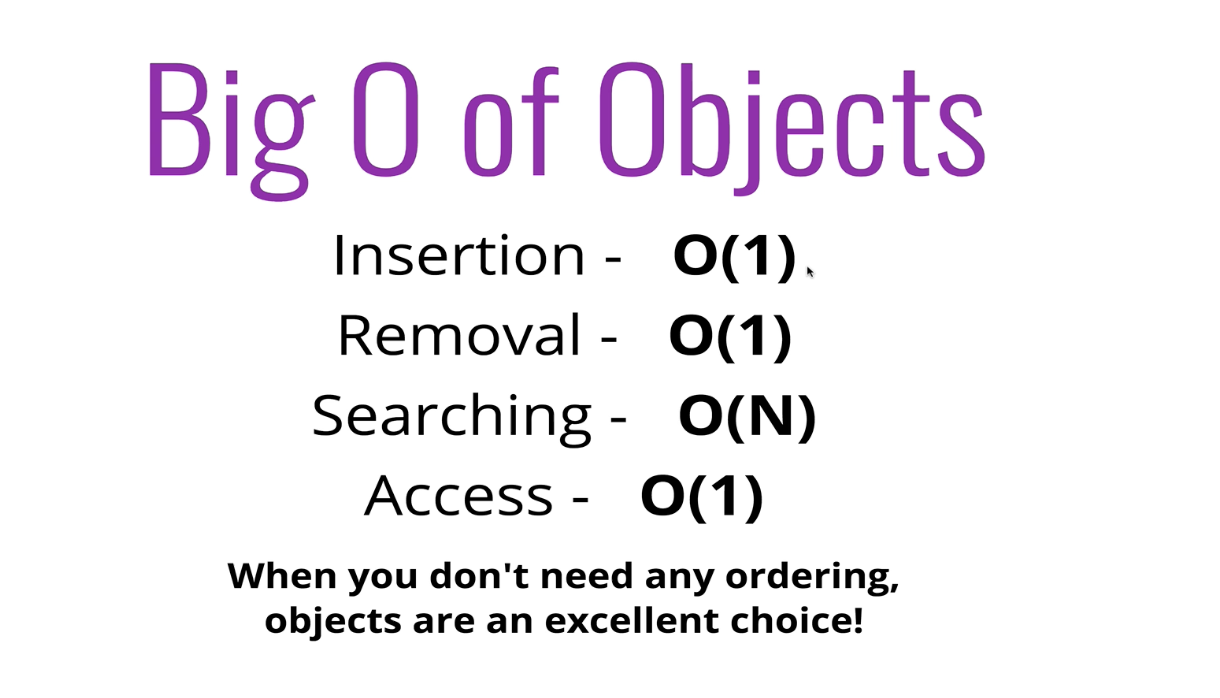 Big O of Objects
Insertion - O(1)
Removal - O(1)
Searching - O(N)
Access - O(1)
When you don't need any ordering,
objects are an excellent choice!